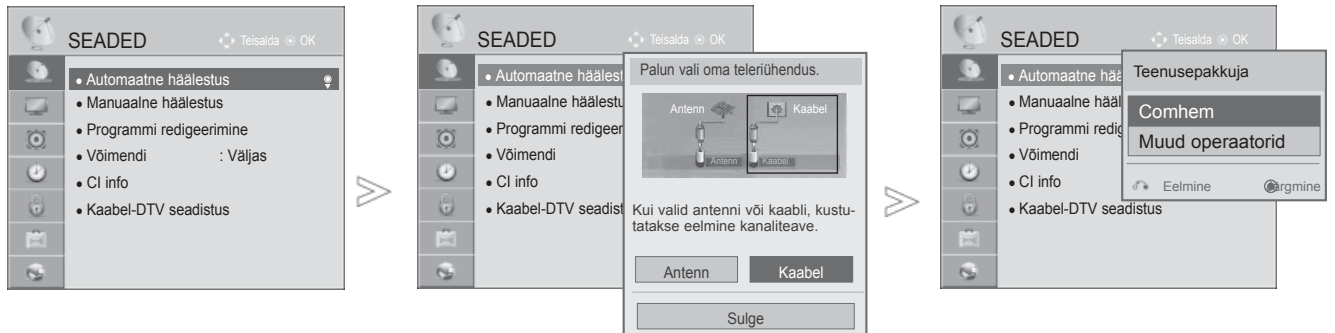 SEADED
Teisalda OK
• Automaatne häälestus
• Manuaalne häälestus
• Programmi redigeerimine
• Võimendi : Väljas
• CI info
• Kaabel-DTV seadistus
SEADED
Teisalda OK
• Automaatne häälest
• Manuaalne häälestu
• Programmi redigeer
• Võimendi
• CI info
• Kaabel-DTV seadist
Palun vali oma teleriühendus.
Antenn
Kaabel
Antenn
Kaabel
Kui valid antenni või kaabli, kustu-
tatakse eelmine kanaliteave.
Antenn
Kaabel
Sulge
SEADED
Teisalda OK
• Automaatne hää
• Manuaalne hääl
• Programmi redig
• Võimendi
• CI info
• Kaabel-DTV seadistus
Teenusepakkuja
Comhem
Muud operaatorid
Eelmine